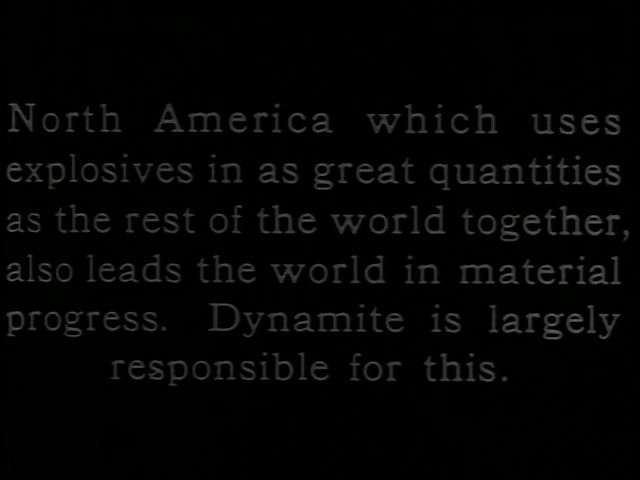 North America which uses
explosives in as great quantities
as the rest of the world together,
also leads the world in material
progress. Dynamite is largely
responsible for this.